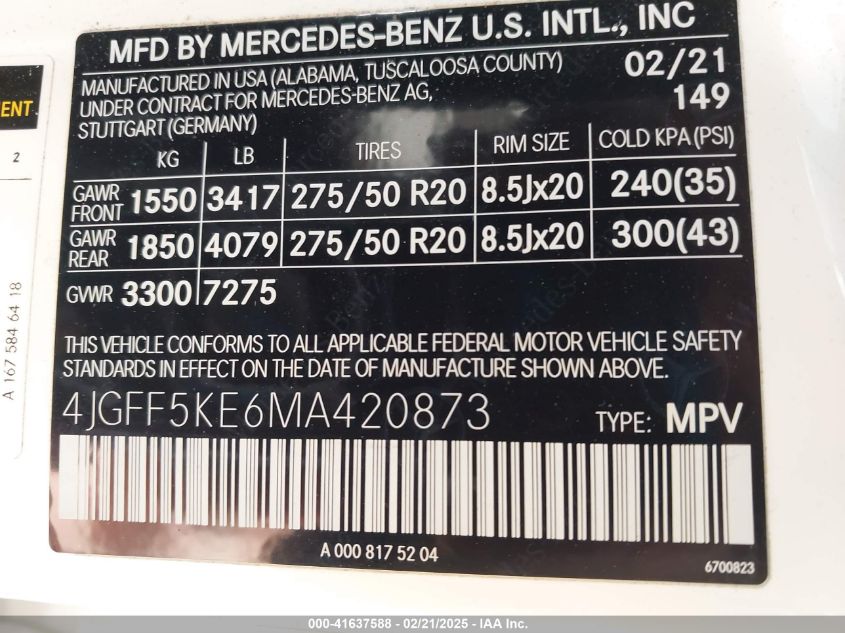 MFD BY MERCEDES-BENZ U.S. INTL., INC
MANUFACTURED IN USA (ALABAMA, TUSCALOOSA COUNTY)
UNDER CONTRACT FOR MERCEDES-BENZ AG,
STUTTGART (GERMANY)
02/21
149
KG LB TIRES RIM SIZE COLD KPA (PSI)
GAWR FRONT 1550 3417 275/50 R20 8.5Jx20 240(35)
GAWR REAR 1850 4079 275/50 R20 8.5Jx20 300(43)
GVWR 3300 7275
THIS VEHICLE CONFORMS TO ALL APPLICABLE FEDERAL MOTOR VEHICLE SAFETY
STANDARDS IN EFFECT ON THE DATE OF MANUFACTURE SHOWN ABOVE.
4JGFF5KE6MA420873 TYPE: MPV
A 000 817 52 04
6700823
2
A 167 584 64 18
000-41637588 - 02/21/2025 - IAA Inc.